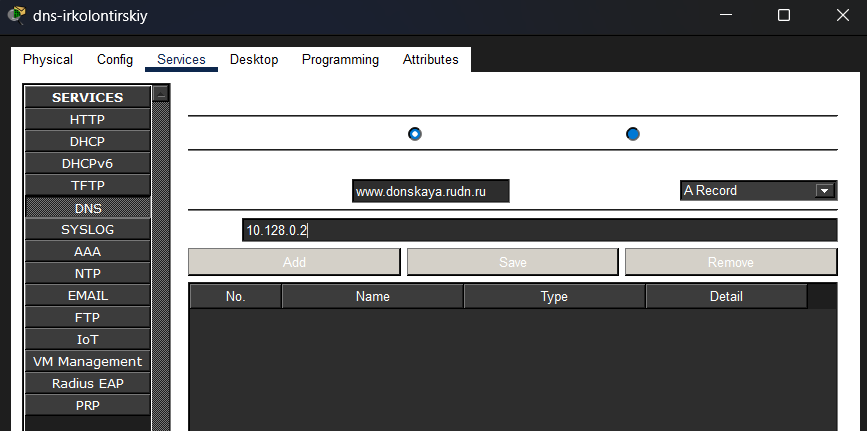 dns-irkolontirskiy
Physical Config Services Desktop Programming Attributes
SERVICES
HTTP
DHCP
DHCPv6
TFTP
DNS
SYSLOG
AAA
NTP
EMAIL
FTP
IoT
VM Management
Radius EAP
PRP
www.donskaya.rudn.ru A Record
10.128.0.2
Add Save Remove
No. Name Type Detail